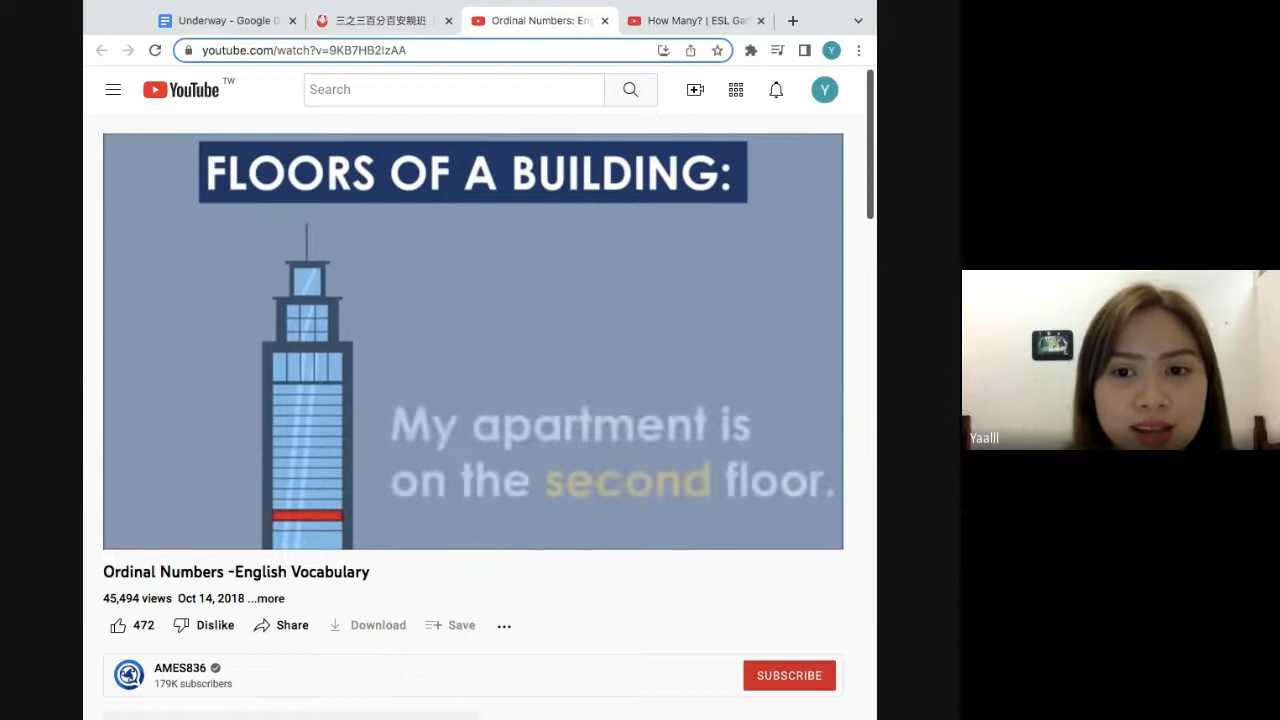 Underway - Google D
三之三百分百安親班
Ordinal Numbers: Eng
How Many? | ESL Gam
youtube.com/watch?v=9KB7HB2lzAA
Y
YouTube TW
Search
Y
FLOORS OF A BUILDING:
My apartment is
on the second floor.
Yaalll
Ordinal Numbers -English Vocabulary
45,494 views Oct 14, 2018 ...more
472 Dislike Share Download Save
AMES836
179K subscribers
SUBSCRIBE